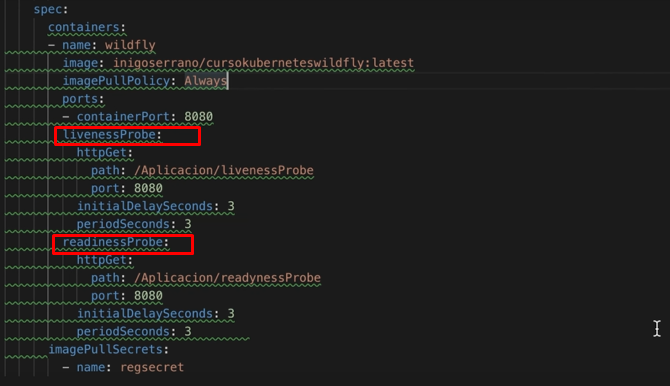 spec:
containers:
- name: wildfly
image: inigoserrano/cursokuberneteswildfly:latest
imagePullPolicy: Always
ports:
- containerPort: 8080
livenessProbe:
httpGet:
path: /Aplicacion/livenessProbe
port: 8080
initialDelaySeconds: 3
periodSeconds: 3
readinessProbe:
httpGet:
path: /Aplicacion/readynessProbe
port: 8080
initialDelaySeconds: 3
periodSeconds: 3
imagePullSecrets:
- name: regsecret